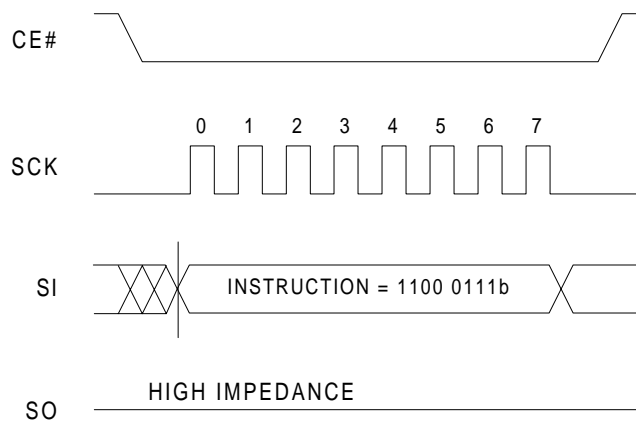 CE#
0 1 2 3 4 5 6 7
SCK
SI
INSTRUCTION = 1100 0111b
HIGH IMPEDANCE
SO